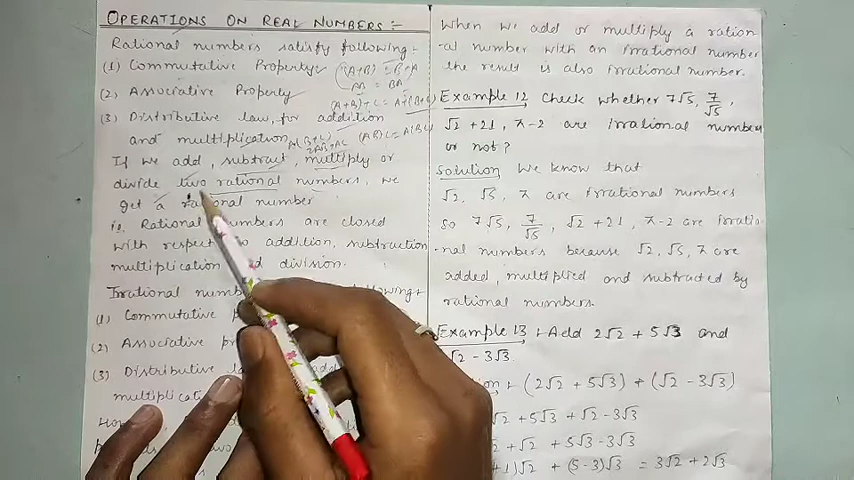 OPERATIONS ON REAL NUMBERS :-
Rational numbers satisfy following :-
(1) Commutative Property
(A+B) = B+A
AB = BA
(2) Associative Property
(A+B)+C = A+(B+C)
(3) Distributive law, for addition
and multiplication
If we add, subtract, multiply or
divide two rational numbers, we
get a rational number
ie. Rational numbers are closed
with respect to addition, subtraction
multiplication and division.
Irrational
(1) Commutative
(2) Associative
(3) Distributive
When we add or multiply a ration
-al number with an irrational number
the result is also irrational number.
Example 12 Check whether 7√5, 7/√5,
√2 + 21, π-2 are irrational numbers
or not?
Solution We know that
√2, √5, π are irrational numbers
so 7√5, 7/√5, √2 + 21, π-2 are irratio
-nal numbers because √2, √5, π are
added, multiplied and subtracted by
rational numbers.
Example 13 Add 2√2 + 5√3 and
√2 - 3√3.
(2√2 + 5√3) + (√2 - 3√3)
√2 + 5√3 + √2 - 3√3
√2 + √2 + 5√3 - 3√3
+1)√2 + (5-3)√3 = 3√2 + 2√3